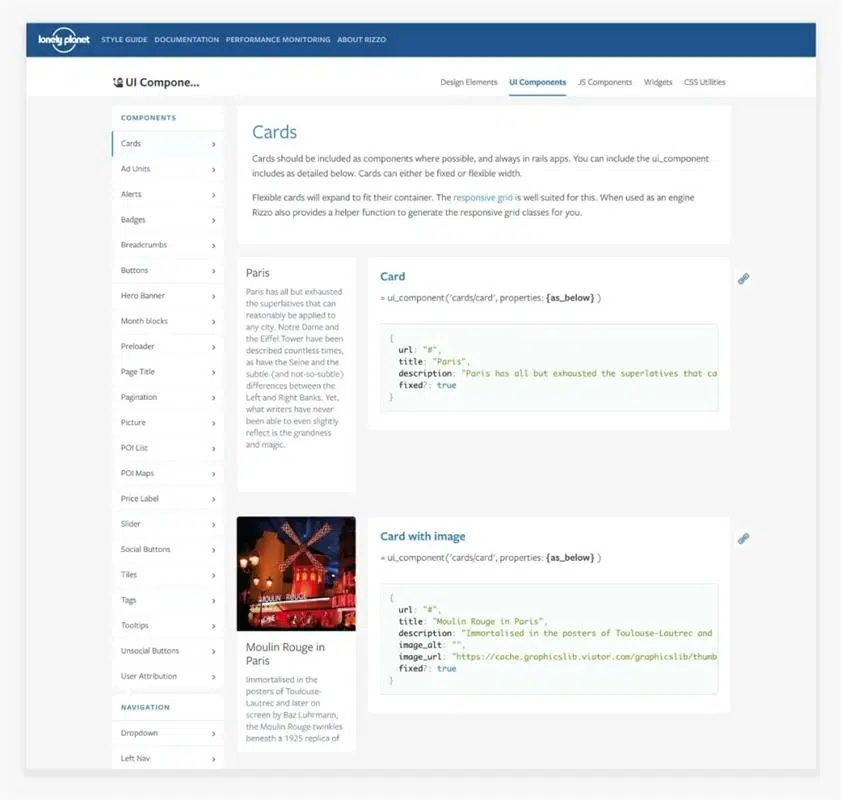 lonely planet STYLE GUIDE DOCUMENTATION PERFORMANCE MONITORING ABOUT RIZZO
UI Compone...
Design Elements UI Components JS Components Widgets CSS Utilities
COMPONENTS
Cards
Ad Units
Alerts
Badges
Breadcrumbs
Buttons
Hero Banner
Month blocks
Preloader
Page Title
Pagination
Picture
POI List
POI Maps
Price Label
Slider
Social Buttons
Tiles
Tags
Tooltips
Unsocial Buttons
User Attribution
NAVIGATION
Dropdown
Left Nav
Cards
Cards should be included as components where possible, and always in rails apps. You can include the ui_component
includes as detailed below. Cards can either be fixed or flexible width.
Flexible cards will expand to fit their container. The responsive grid is well suited for this. When used as an engine
Rizzo also provides a helper function to generate the responsive grid classes for you.
Paris
Paris has all but exhausted
the superlatives that can
reasonably be applied to
any city. Notre Dame and
the Eiffel Tower have been
described countless times,
as have the Seine and the
subtle (and not-so-subtle)
differences between the
Left and Right Banks. Yet,
what writers have never
been able to even slightly
reflect is the grandness
and magic.
Card
= ui_component('cards/card', properties: {as_below} )
{
url: "#",
title: "Paris",
description: "Paris has all but exhausted the superlatives that ca
fixed?: true
}
MOULIN ROUGE
Moulin Rouge in
Paris
Immortalised in the
posters of Toulouse-
Lautrec and later on
screen by Baz Luhrmann,
the Moulin Rouge twinkles
beneath a 1925 replica of
Card with image
= ui_component('cards/card', properties: {as_below} )
{
url: "#",
title: "Moulin Rouge in Paris",
description: "Immortalised in the posters of Toulouse-Lautrec and
image_alt: "",
image_url: "https://cache.graphicslib.viator.com/graphicslib/thumb
fixed?: true
}